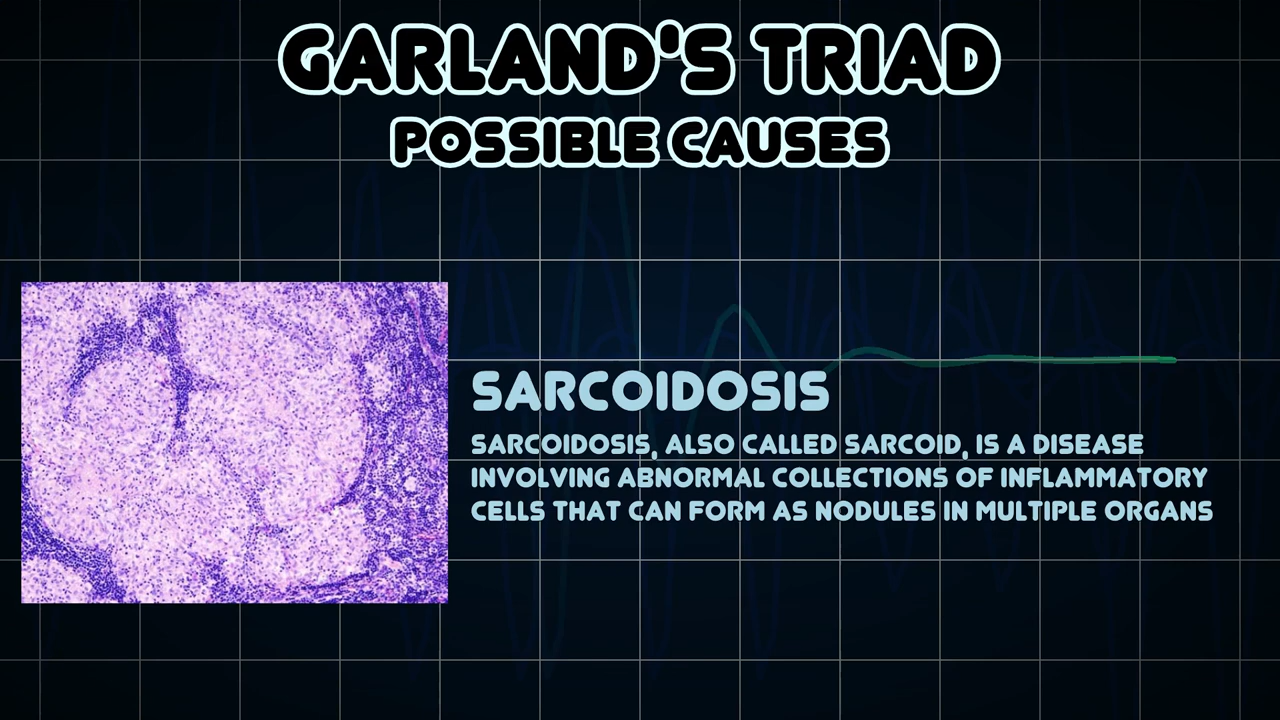 GARLAND'S TRIAD
POSSIBLE CAUSES
SARCOIDOSIS
SARCOIDOSIS, ALSO CALLED SARCOID, IS A DISEASE
INVOLVING ABNORMAL COLLECTIONS OF INFLAMMATORY
CELLS THAT CAN FORM AS NODULES IN MULTIPLE ORGANS